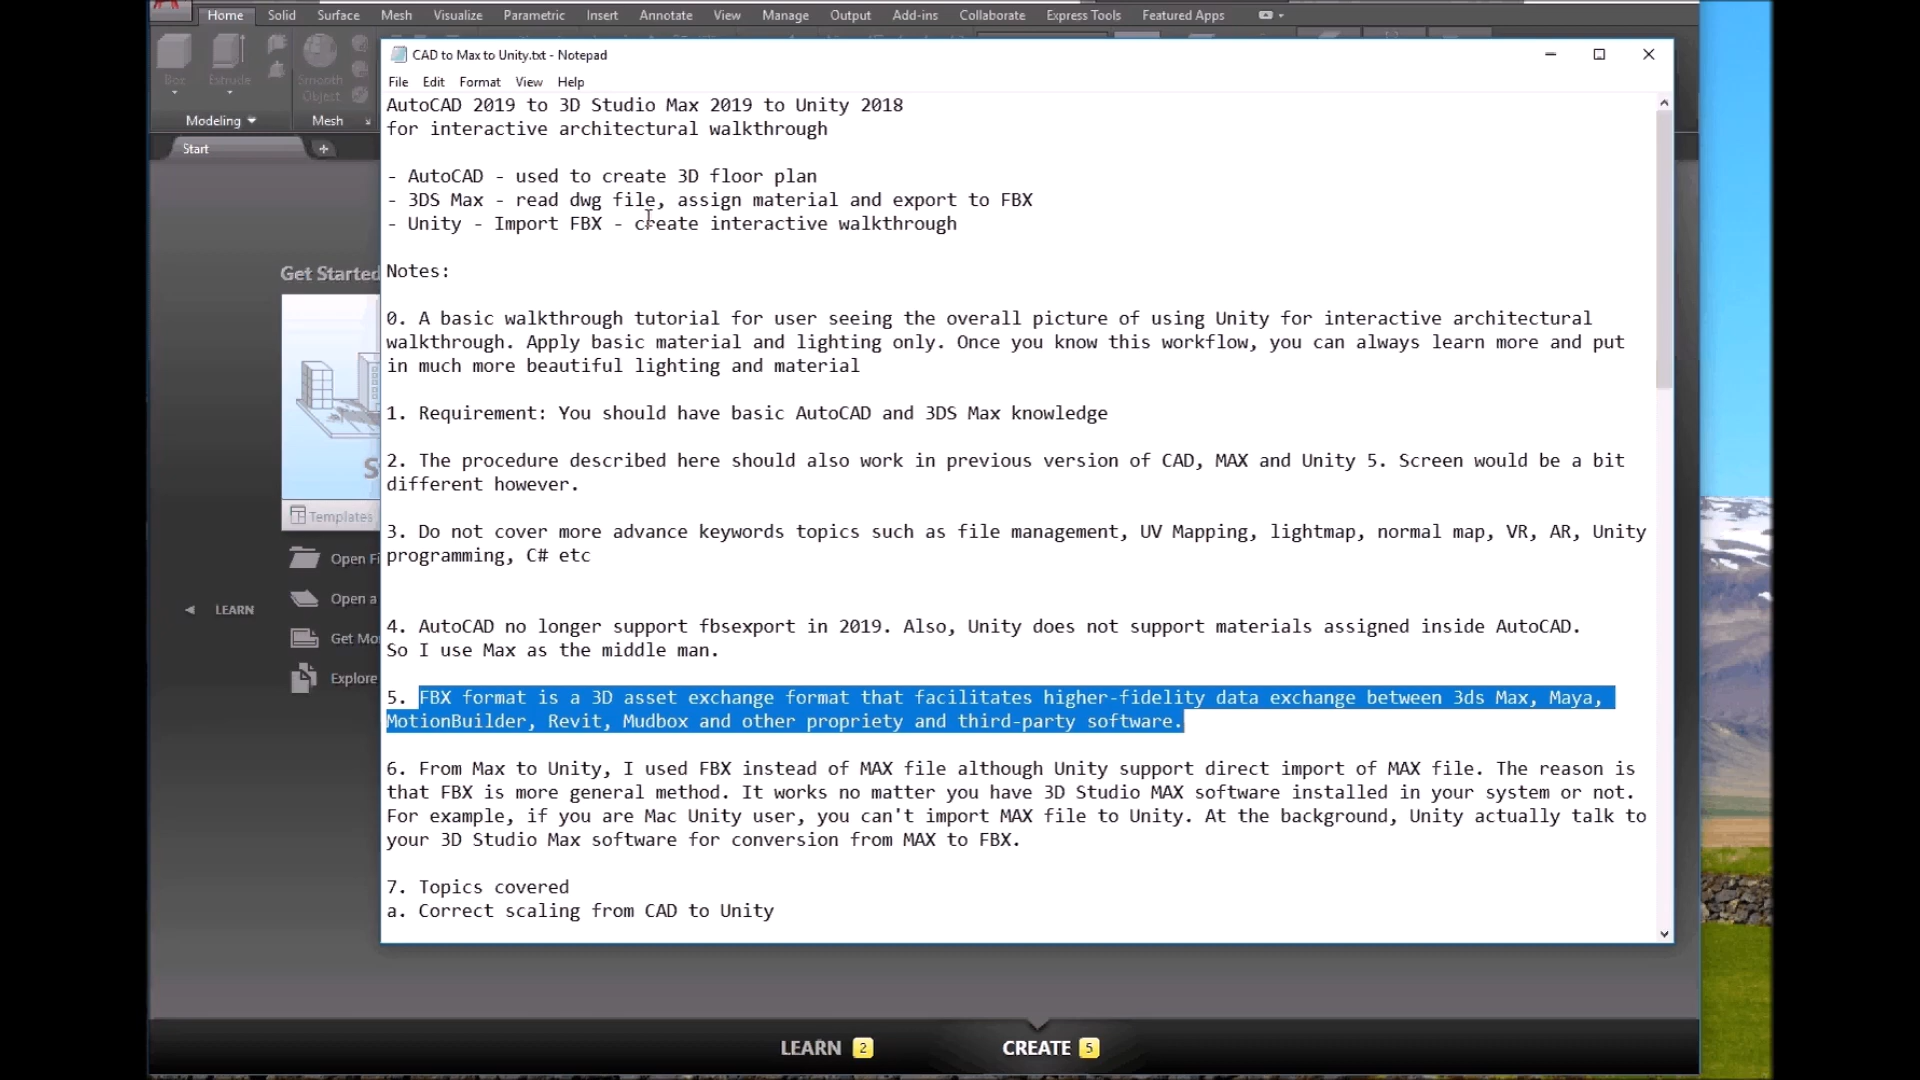 Home Solid Surface Mesh Visualize Parametric Insert Annotate View Manage Output Add-ins Collaborate Express Tools Featured Apps
CAD to Max to Unity.txt - Notepad
File Edit Format View Help
Box Extrude Smooth
Object
Modeling Mesh
Start
AutoCAD 2019 to 3D Studio Max 2019 to Unity 2018
for interactive architectural walkthrough
- AutoCAD - used to create 3D floor plan
- 3DS Max - read dwg file, assign material and export to FBX
- Unity - Import FBX - create interactive walkthrough
Get Started
Notes:
0. A basic walkthrough tutorial for user seeing the overall picture of using Unity for interactive architectural
walkthrough. Apply basic material and lighting only. Once you know this workflow, you can always learn more and put
in much more beautiful lighting and material
1. Requirement: You should have basic AutoCAD and 3DS Max knowledge
2. The procedure described here should also work in previous version of CAD, MAX and Unity 5. Screen would be a bit
different however.
Templates
3. Do not cover more advance keywords topics such as file management, UV Mapping, lightmap, normal map, VR, AR, Unity
programming, C# etc
Open Fi
Open a
LEARN
Get Mo
Explore
4. AutoCAD no longer support fbsexport in 2019. Also, Unity does not support materials assigned inside AutoCAD.
So I use Max as the middle man.
5. FBX format is a 3D asset exchange format that facilitates higher-fidelity data exchange between 3ds Max, Maya,
MotionBuilder, Revit, Mudbox and other propriety and third-party software.
6. From Max to Unity, I used FBX instead of MAX file although Unity support direct import of MAX file. The reason is
that FBX is more general method. It works no matter you have 3D Studio MAX software installed in your system or not.
For example, if you are Mac Unity user, you can't import MAX file to Unity. At the background, Unity actually talk to
your 3D Studio Max software for conversion from MAX to FBX.
7. Topics covered
a. Correct scaling from CAD to Unity
LEARN 2 CREATE 5